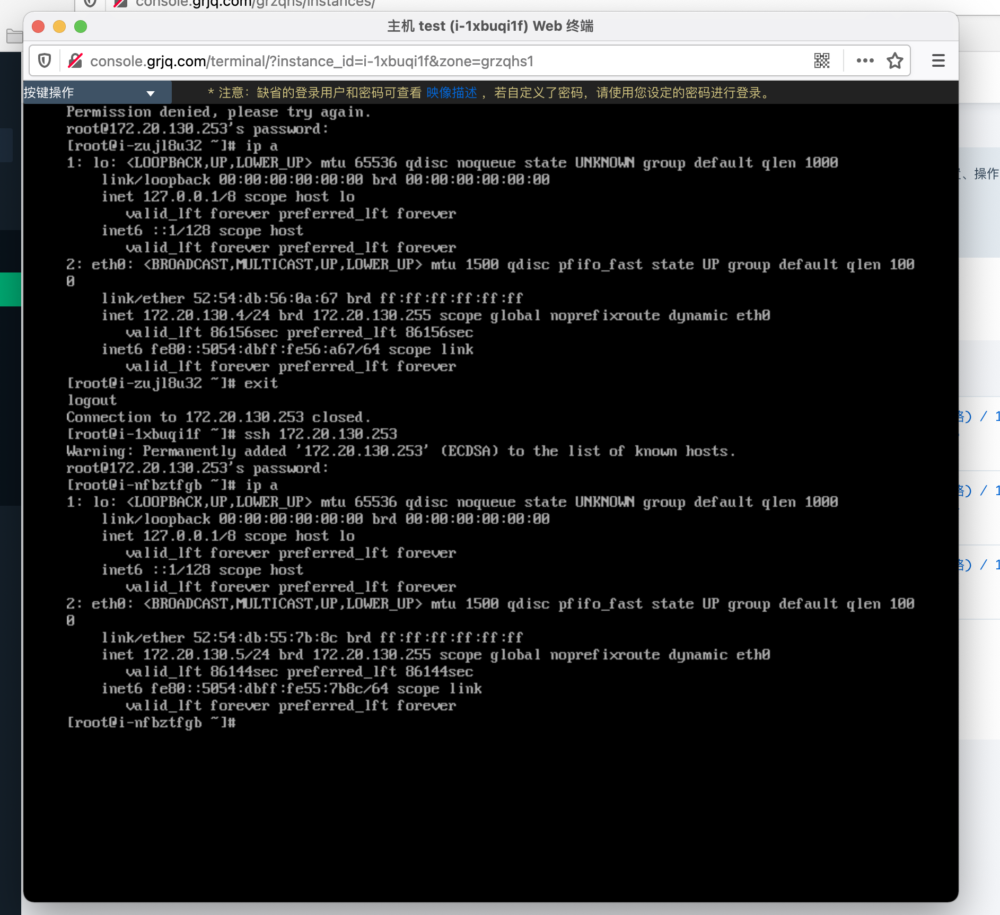 console.grjq.com/grzqhs/instances/
主机 test (i-1xbuqi1f) Web 终端
console.grjq.com/terminal/?instance_id=i-1xbuqi1f&zone=grzqhs1
按键操作
* 注意：缺省的登录用户和密码可查看 映像描述 ，若自定义了密码，请使用您设定的密码进行登录。
Permission denied, please try again.
root@172.20.130.253's password:
[root@i-zujl8u32 ~]# ip a
1: lo: <LOOPBACK,UP,LOWER_UP> mtu 65536 qdisc noqueue state UNKNOWN group default qlen 1000
link/loopback 00:00:00:00:00:00 brd 00:00:00:00:00:00
inet 127.0.0.1/8 scope host lo
valid_lft forever preferred_lft forever
inet6 ::1/128 scope host
valid_lft forever preferred_lft forever
2: eth0: <BROADCAST,MULTICAST,UP,LOWER_UP> mtu 1500 qdisc pfifo_fast state UP group default qlen 100
0
link/ether 52:54:db:56:0a:67 brd ff:ff:ff:ff:ff:ff
inet 172.20.130.4/24 brd 172.20.130.255 scope global noprefixroute dynamic eth0
valid_lft 86156sec preferred_lft 86156sec
inet6 fe80::5054:dbff:fe56:a67/64 scope link
valid_lft forever preferred_lft forever
[root@i-zujl8u32 ~]# exit
logout
Connection to 172.20.130.253 closed.
[root@i-1xbuqi1f ~]# ssh 172.20.130.253
Warning: Permanently added '172.20.130.253' (ECDSA) to the list of known hosts.
root@172.20.130.253's password:
[root@i-nfbztfgb ~]# ip a
1: lo: <LOOPBACK,UP,LOWER_UP> mtu 65536 qdisc noqueue state UNKNOWN group default qlen 1000
link/loopback 00:00:00:00:00:00 brd 00:00:00:00:00:00
inet 127.0.0.1/8 scope host lo
valid_lft forever preferred_lft forever
inet6 ::1/128 scope host
valid_lft forever preferred_lft forever
2: eth0: <BROADCAST,MULTICAST,UP,LOWER_UP> mtu 1500 qdisc pfifo_fast state UP group default qlen 100
0
link/ether 52:54:db:55:7b:8c brd ff:ff:ff:ff:ff:ff
inet 172.20.130.5/24 brd 172.20.130.255 scope global noprefixroute dynamic eth0
valid_lft 86144sec preferred_lft 86144sec
inet6 fe80::5054:dbff:fe55:7b8c/64 scope link
valid_lft forever preferred_lft forever
[root@i-nfbztfgb ~]#
、操作
) / 1
) / 1
) / 1